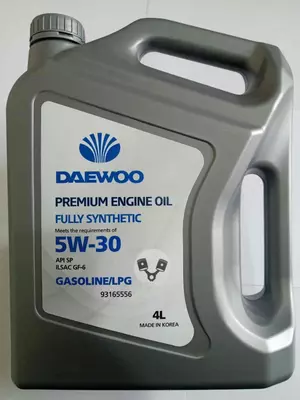 DAEWOO
PREMIUM ENGINE OIL
FULLY SYNTHETIC
Meets the requirements of
5W-30
API SP
ILSAC GF-6
GASOLINE/LPG
93165556
4L
MADE IN KOREA